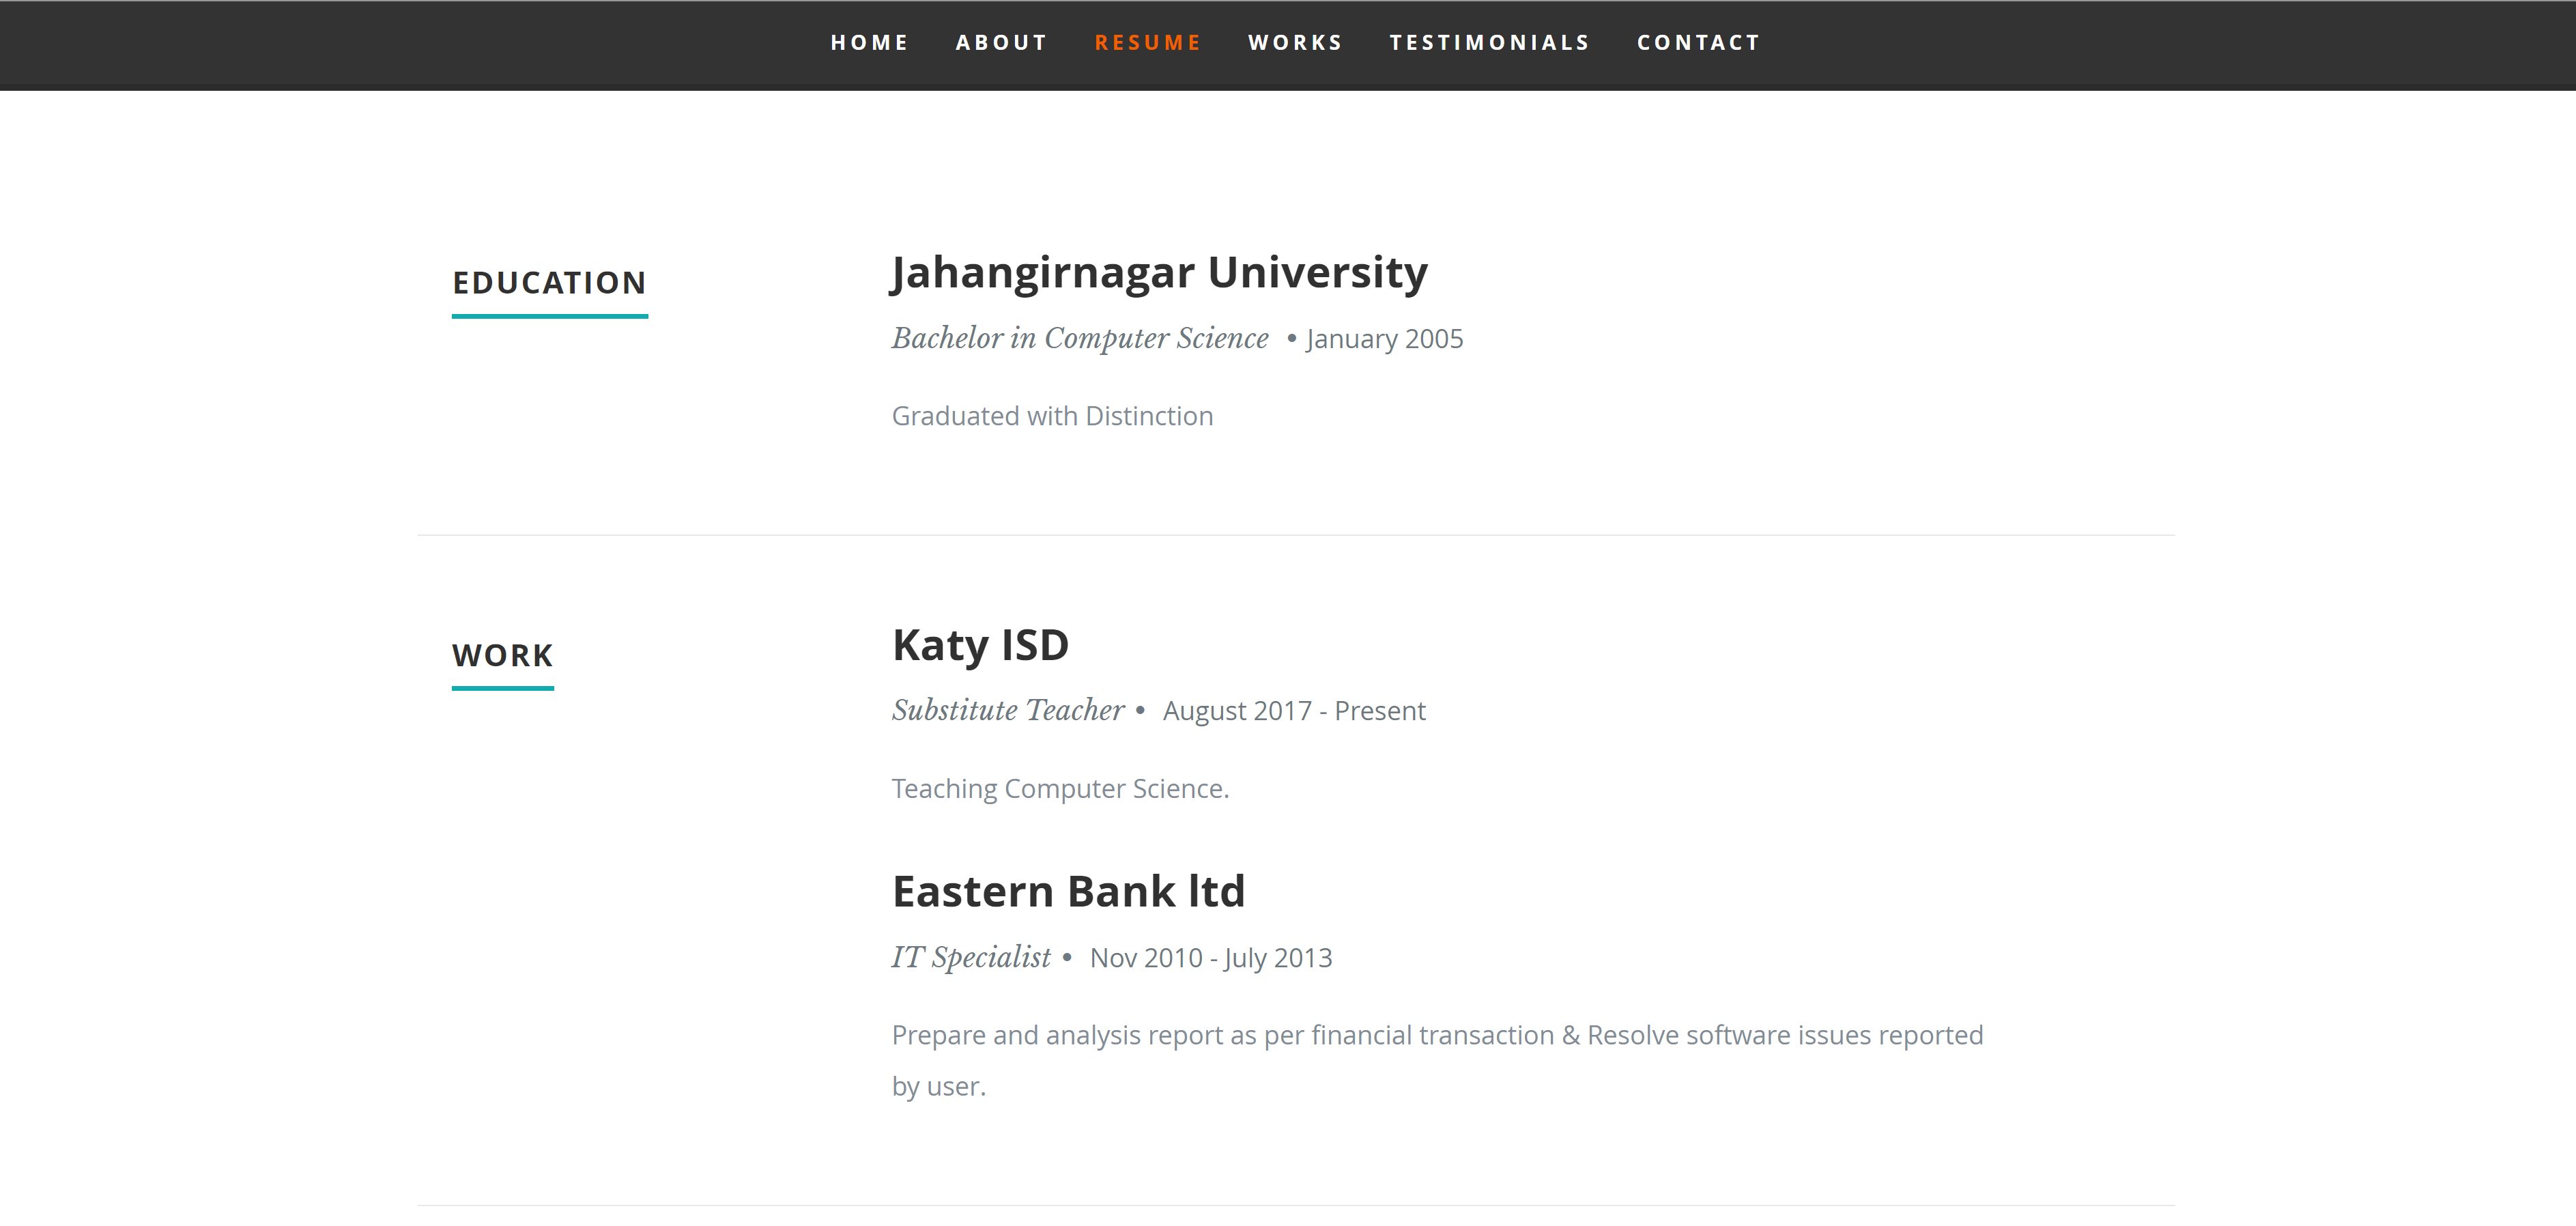 HOME ABOUT RESUME WORKS TESTIMONIALS CONTACT
EDUCATION
Jahangirnagar University
Bachelor in Computer Science • January 2005
Graduated with Distinction
WORK
Katy ISD
Substitute Teacher • August 2017 - Present
Teaching Computer Science.
Eastern Bank ltd
IT Specialist • Nov 2010 - July 2013
Prepare and analysis report as per financial transaction & Resolve software issues reported
by user.